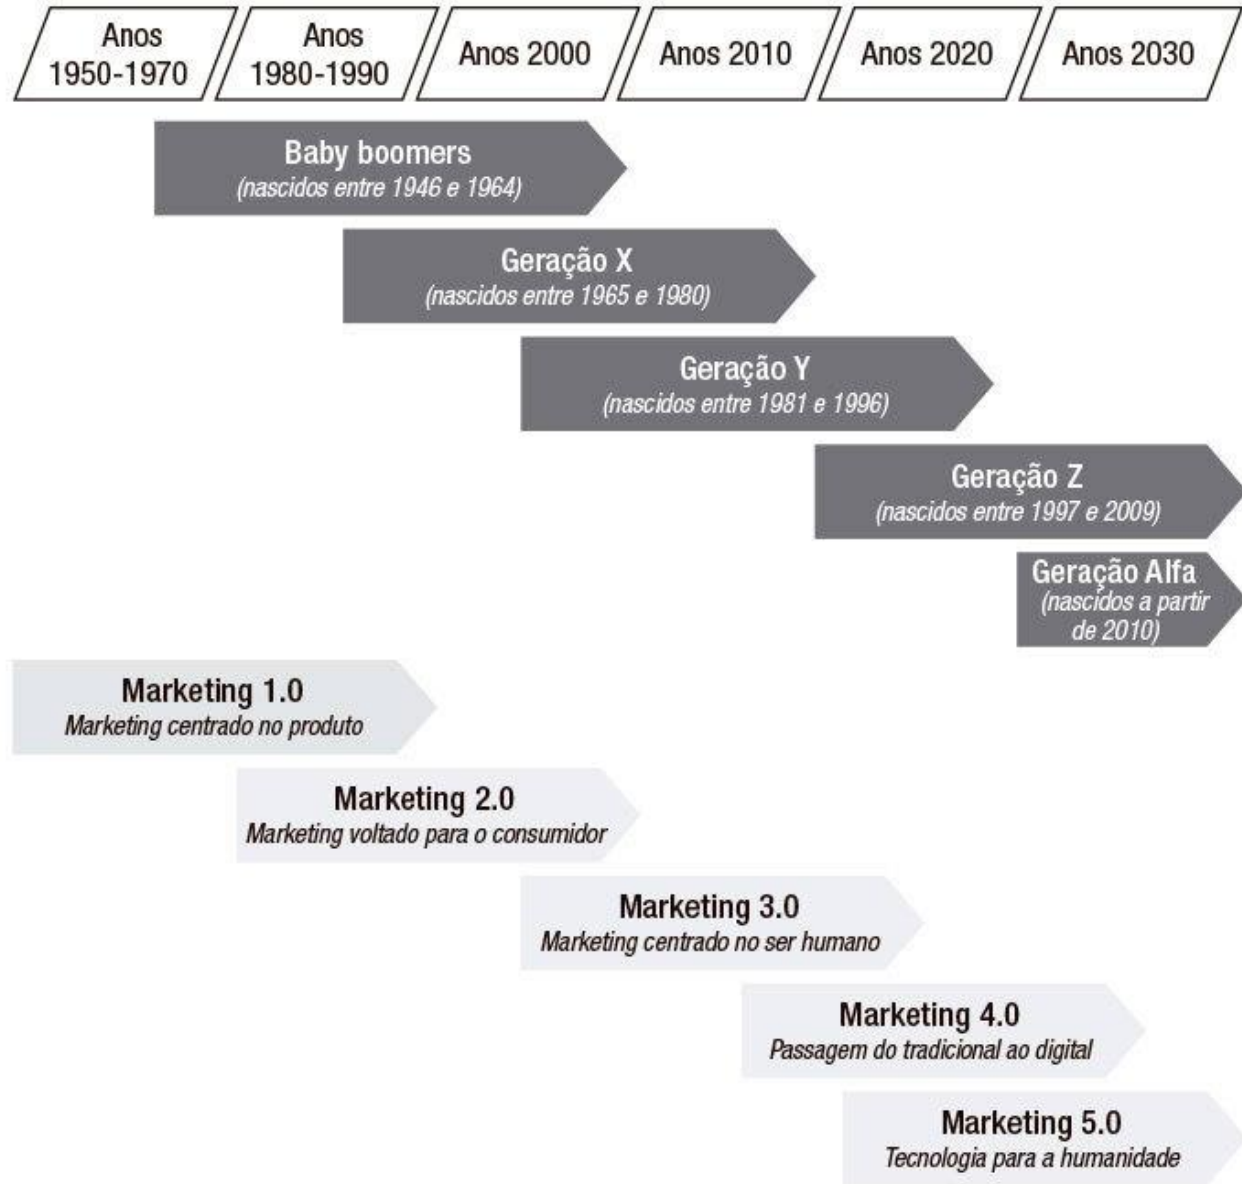 Anos
1950-1970
Anos
1980-1990
Anos 2000
Anos 2010
Anos 2020
Anos 2030
Baby boomers
(nascidos entre 1946 e 1964)
Geração X
(nascidos entre 1965 e 1980)
Geração Y
(nascidos entre 1981 e 1996)
Geração Z
(nascidos entre 1997 e 2009)
Geração Alfa
(nascidos a partir
de 2010)
Marketing 1.0
Marketing centrado no produto
Marketing 2.0
Marketing voltado para o consumidor
Marketing 3.0
Marketing centrado no ser humano
Marketing 4.0
Passagem do tradicional ao digital
Marketing 5.0
Tecnologia para a humanidade